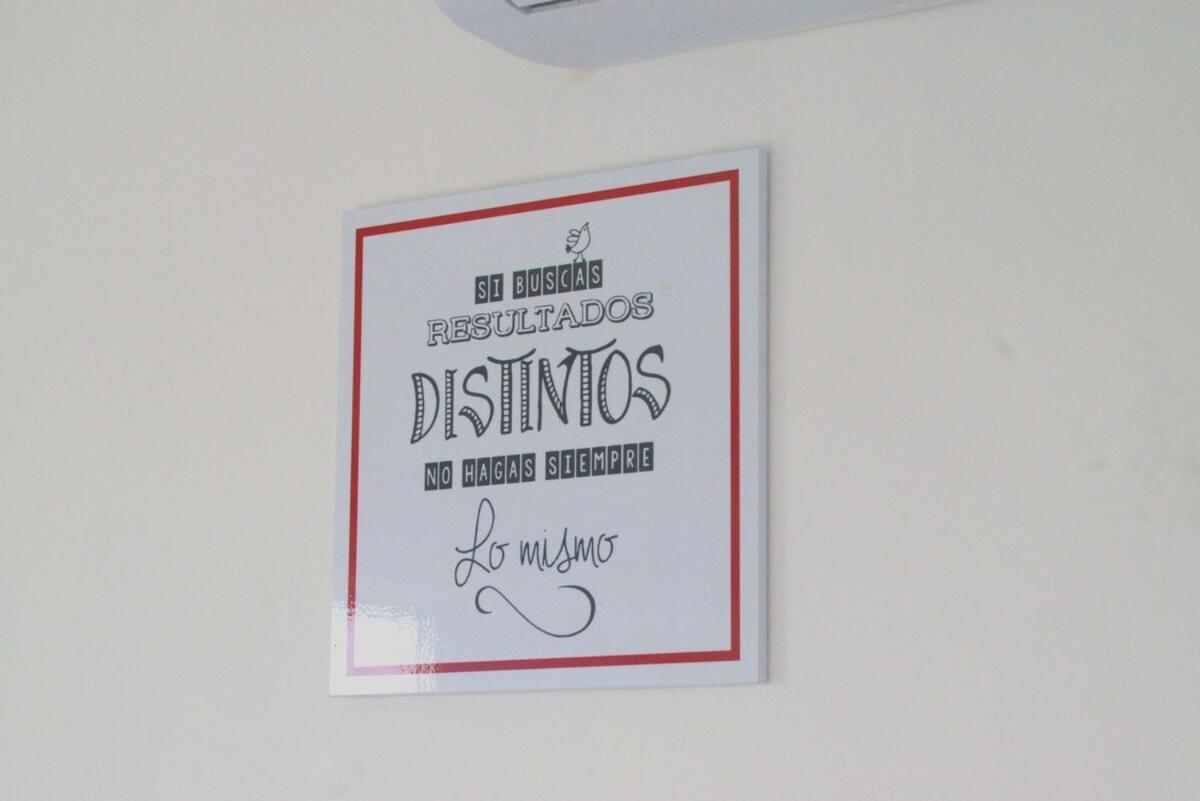 SI BUSCAS
RESULTADOS
DISTINTOS
NO HAGAS SIEMPRE
Lo mismo